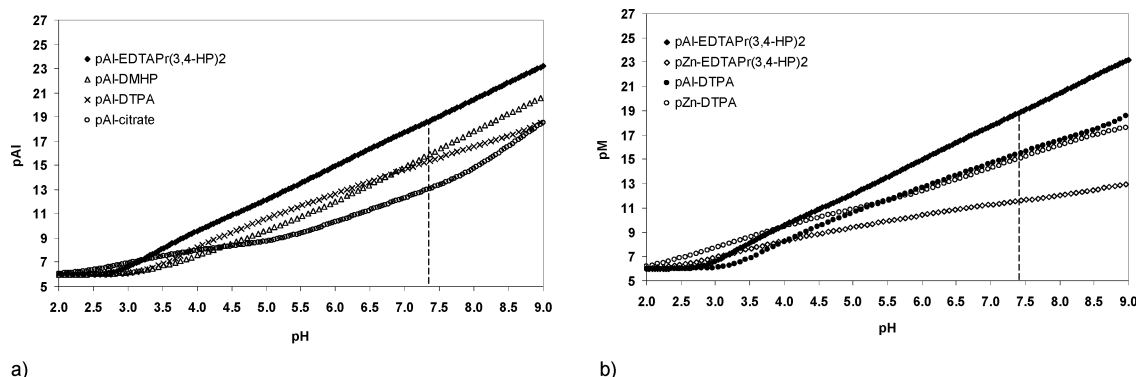 27
25
23
21
19
17
15
13
11
9
7
5
pAl
pAl-EDTAPr(3,4-HP)2
pAl-DMHP
pAl-DTPA
pAl-citrate
2.0 2.5 3.0 3.5 4.0 4.5 5.0 5.5 6.0 6.5 7.0 7.5 8.0 8.5 9.0
pH
a)
27
25
23
21
19
17
15
13
11
9
7
5
pM
pAl-EDTAPr(3,4-HP)2
pZn-EDTAPr(3,4-HP)2
pAl-DTPA
pZn-DTPA
2.0 2.5 3.0 3.5 4.0 4.5 5.0 5.5 6.0 6.5 7.0 7.5 8.0 8.5 9.0
pH
b)